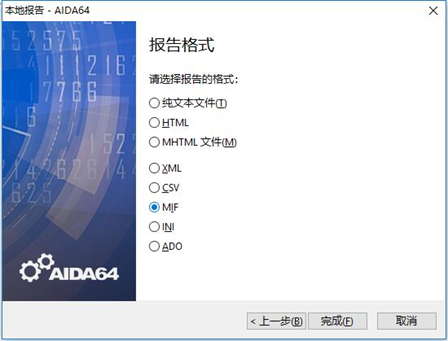 本地报告 - AIDA64
报告格式
请选择报告的格式:
纯文本文件(T)
HTML
MHTML 文件(M)
XML
CSV
MIF
INI
ADO
AIDA64
< 上一步(B)
完成(F)
取消